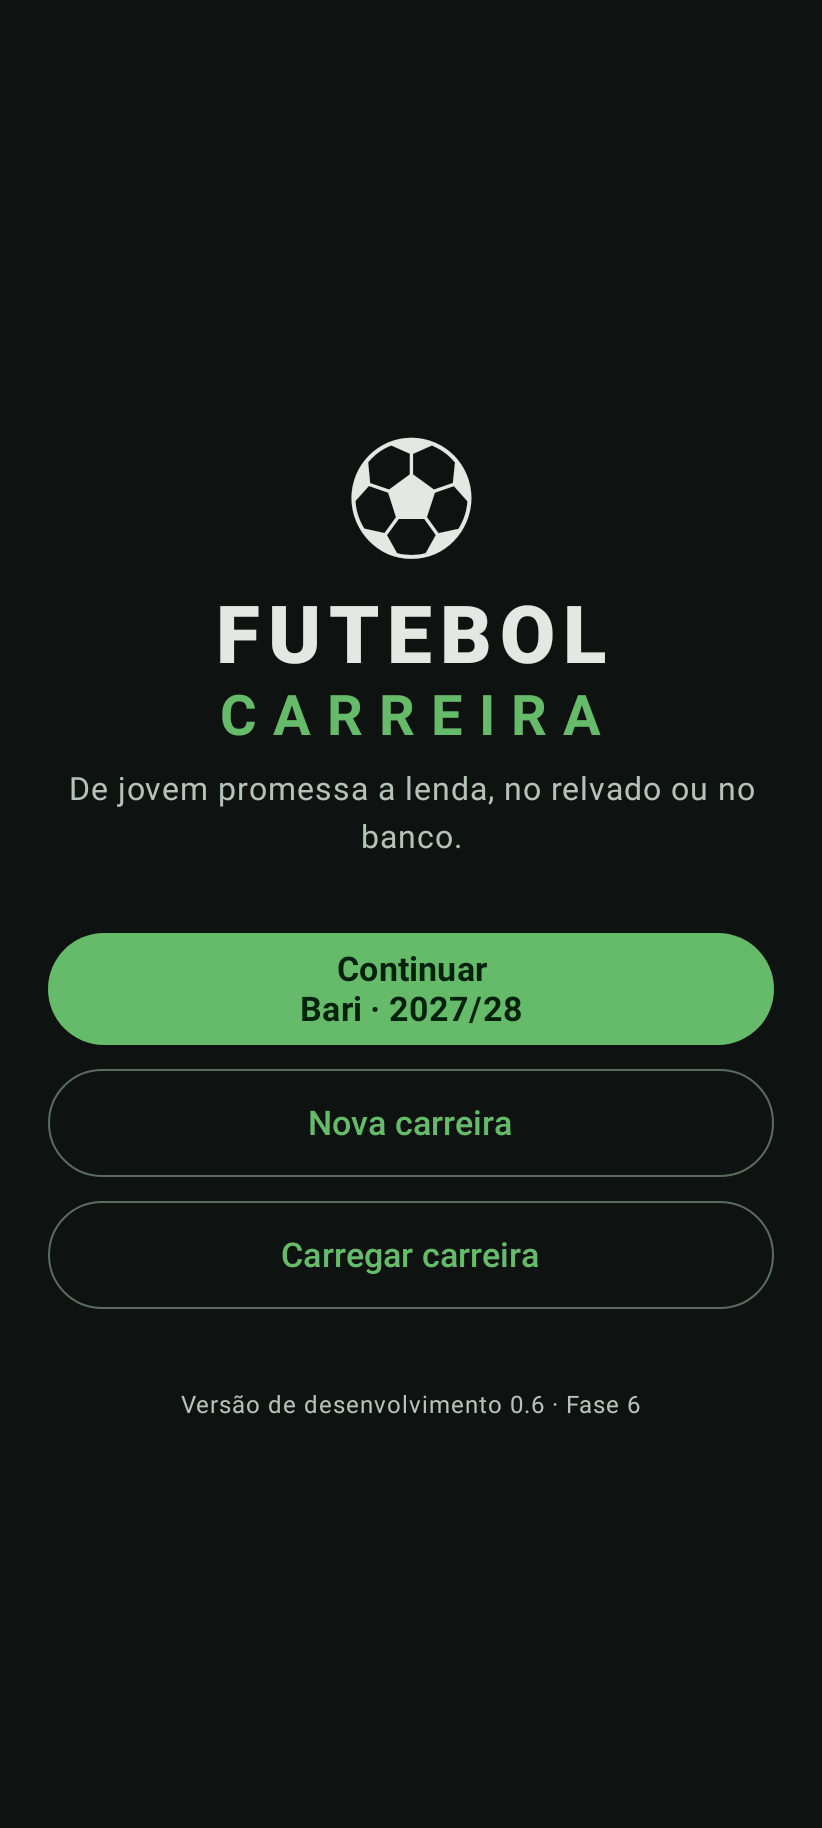 FUTEBOL
CARREIRA
De jovem promessa a lenda, no relvado ou no
banco.
Continuar
Bari · 2027/28
Nova carreira
Carregar carreira
Versão de desenvolvimento 0.6 · Fase 6